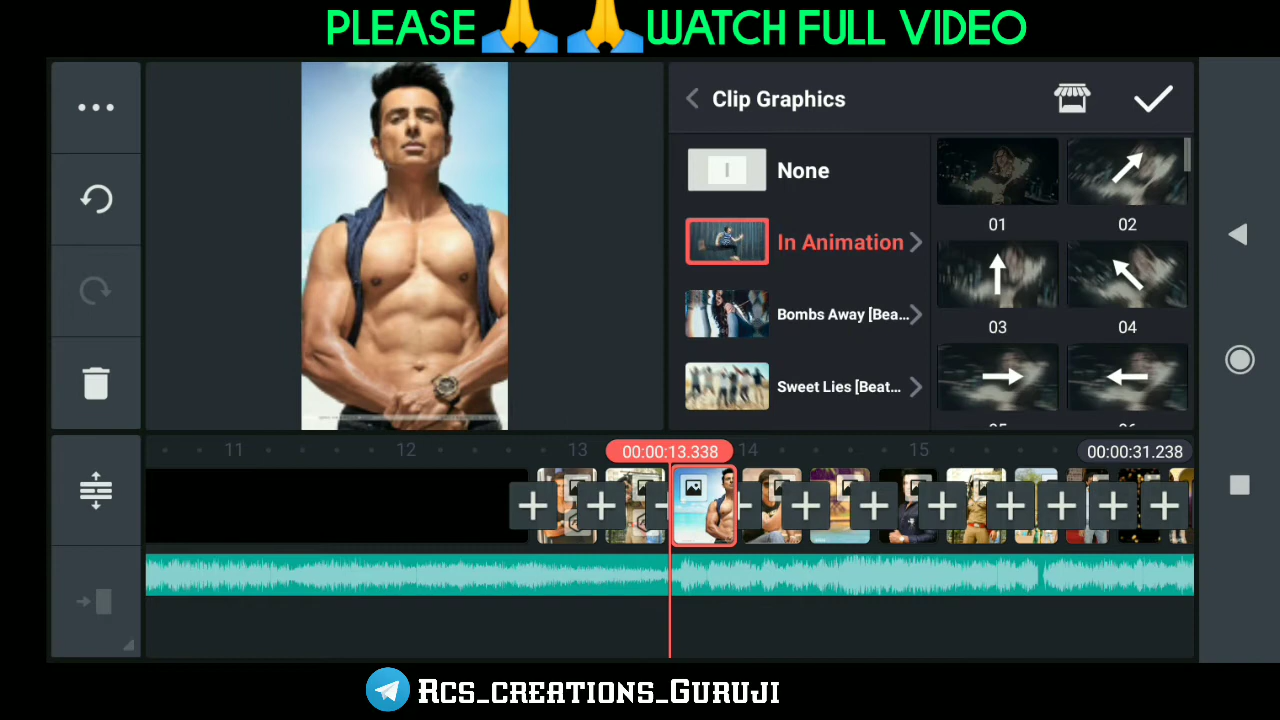 PLEASE 🙏 🙏 WATCH FULL VIDEO
Clip Graphics
None
In Animation
Bombs Away [Bea...
Sweet Lies [Beat...
01
02
03
04
11
12
13
00:00:13.338
14
15
00:00:31.238
Rcs_creations_Guruji